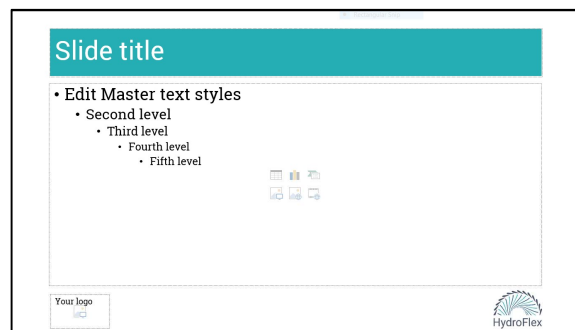 Slide title
• Edit Master text styles
• Second level
• Third level
• Fourth level
• Fifth level
Your logo
HydroFlex